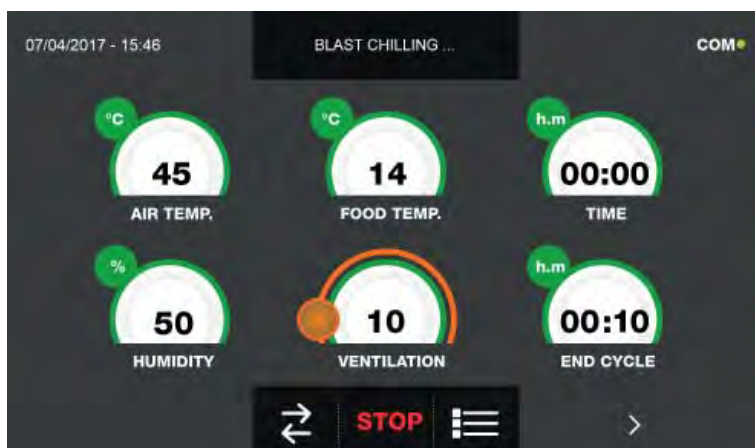 07/04/2017 - 15:46
BLAST CHILLING ...
COM
°C
45
AIR TEMP.
°C
14
FOOD TEMP.
h.m
00:00
TIME
%
50
HUMIDITY
10
VENTILATION
h.m
00:10
END CYCLE
STOP